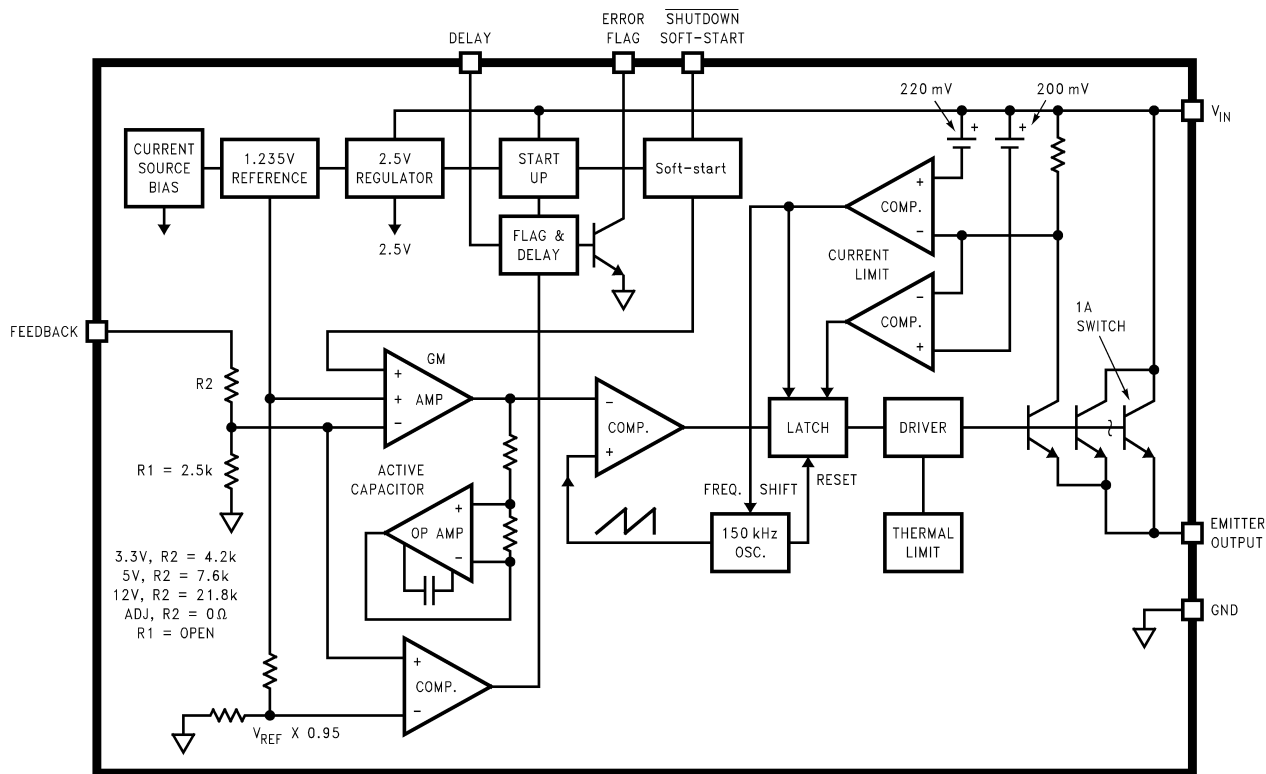 ERROR
FLAG
SHUTDOWN
SOFT-START
DELAY
220 mV
200 mV
+
+
V_IN
CURRENT
SOURCE
BIAS
1.235V
REFERENCE
2.5V
REGULATOR
START
UP
Soft-start
2.5V
FLAG &
DELAY
+
COMP.
−
CURRENT
LIMIT
−
COMP.
+
1A
SWITCH
FEEDBACK
R2
R1 = 2.5k
GM
+
+ AMP
−
−
COMP.
+
LATCH
DRIVER
ACTIVE
CAPACITOR
+
OP AMP
−
FREQ. SHIFT
RESET
150 kHz
OSC.
THERMAL
LIMIT
EMITTER
OUTPUT
3.3V, R2 = 4.2k
5V, R2 = 7.6k
12V, R2 = 21.8k
ADJ, R2 = 0Ω
R1 = OPEN
GND
+
COMP.
−
V_REF X 0.95